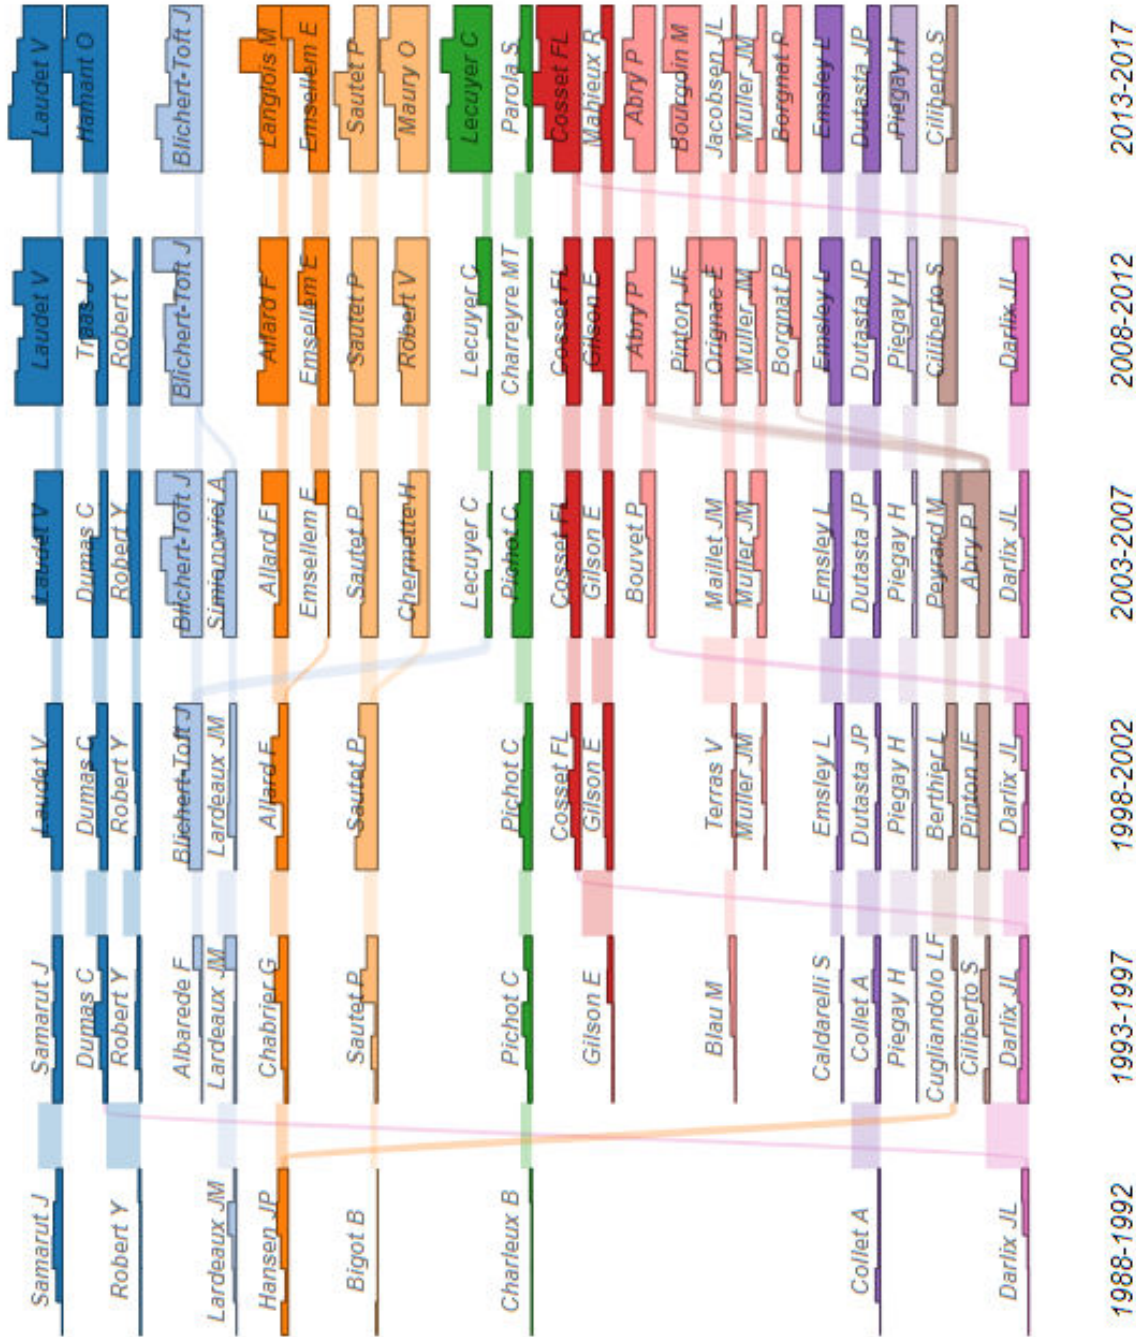 Laudet V
Hamant O
Blichert-Toft J
Langlois M
Emsellem E
Sautet P
Maury O
Lecuyer C
Parola S
Cosset FL
Mahieux R
Abry P
Bourgoin M
Jacobsen JL
Muller JM
Borgnat P
Emsley L
Dutasta JP
Piegay H
Ciliberto S
2013-2017
Laudet V
Traas J
Robert Y
Blichert-Toft J
Allard F
Emsellem E
Sautet P
Robert V
Lecuyer C
Charreyre MT
Cosset FL
Gilson E
Abry P
Pinton JF
Orignac E
Muller JM
Borgnat P
Emsley L
Dutasta JP
Piegay H
Ciliberto S
Darlix JL
2008-2012
Laudet V
Dumas C
Robert Y
Blichert-Toft J
Simianovici A
Allard F
Emsellem E
Sautet P
Chermette H
Lecuyer C
Pichot C
Cosset FL
Gilson E
Bouvet P
Maillet JM
Muller JM
Emsley L
Dutasta JP
Piegay H
Peyrard M
Abry P
Darlix JL
2003-2007
Laudet V
Dumas C
Robert Y
Blichert-Toft J
Lardeaux JM
Allard F
Sautet P
Pichot C
Cosset FL
Gilson E
Terras V
Muller JM
Emsley L
Dutasta JP
Piegay H
Berthier L
Pinton JF
Darlix JL
1998-2002
Samarut J
Dumas C
Robert Y
Albarede F
Lardeaux JM
Chabrier G
Sautet P
Pichot C
Gilson E
Blau M
Caldarelli S
Collet A
Piegay H
Cugliandolo LF
Ciliberto S
Darlix JL
1993-1997
Samarut J
Robert Y
Lardeaux JM
Hansen JP
Bigot B
Charleux B
Collet A
Darlix JL
1988-1992